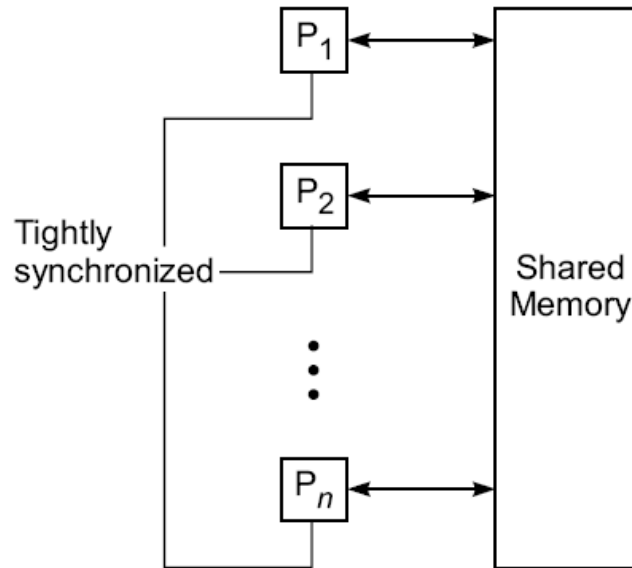 P1
P2
Tightly
synchronized
Shared
Memory
Pn